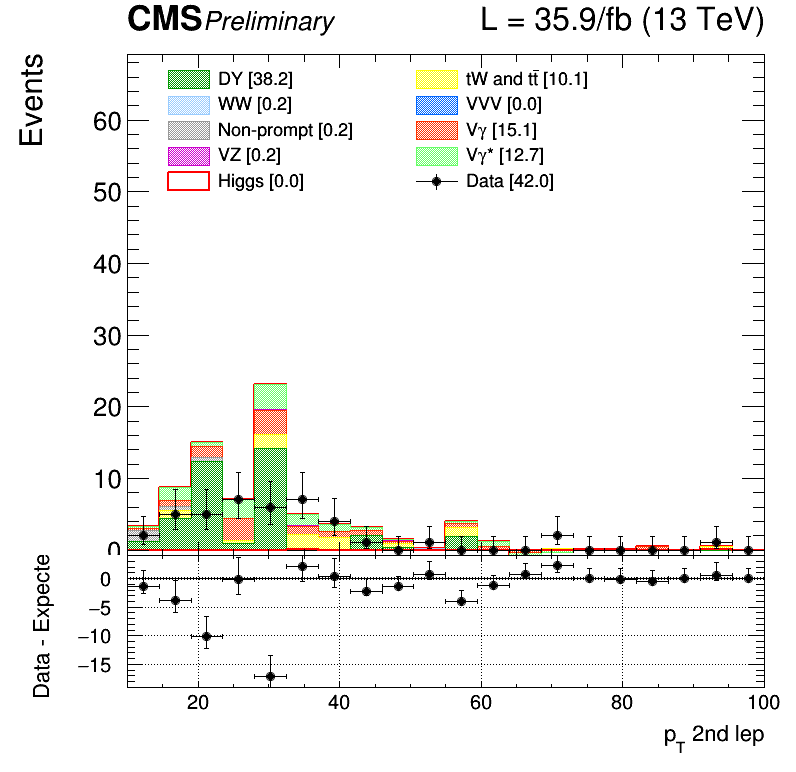 CMS Preliminary L = 35.9/fb (13 TeV)
Events
DY [38.2]
WW [0.2]
Non-prompt [0.2]
VZ [0.2]
Higgs [0.0]
tW and tt̄ [10.1]
VVV [0.0]
Vγ [15.1]
Vγ* [12.7]
Data [42.0]
60
50
40
30
20
10
0
Data - Expecte
0
−5
−10
−15
20 40 60 80 100
pT 2nd lep